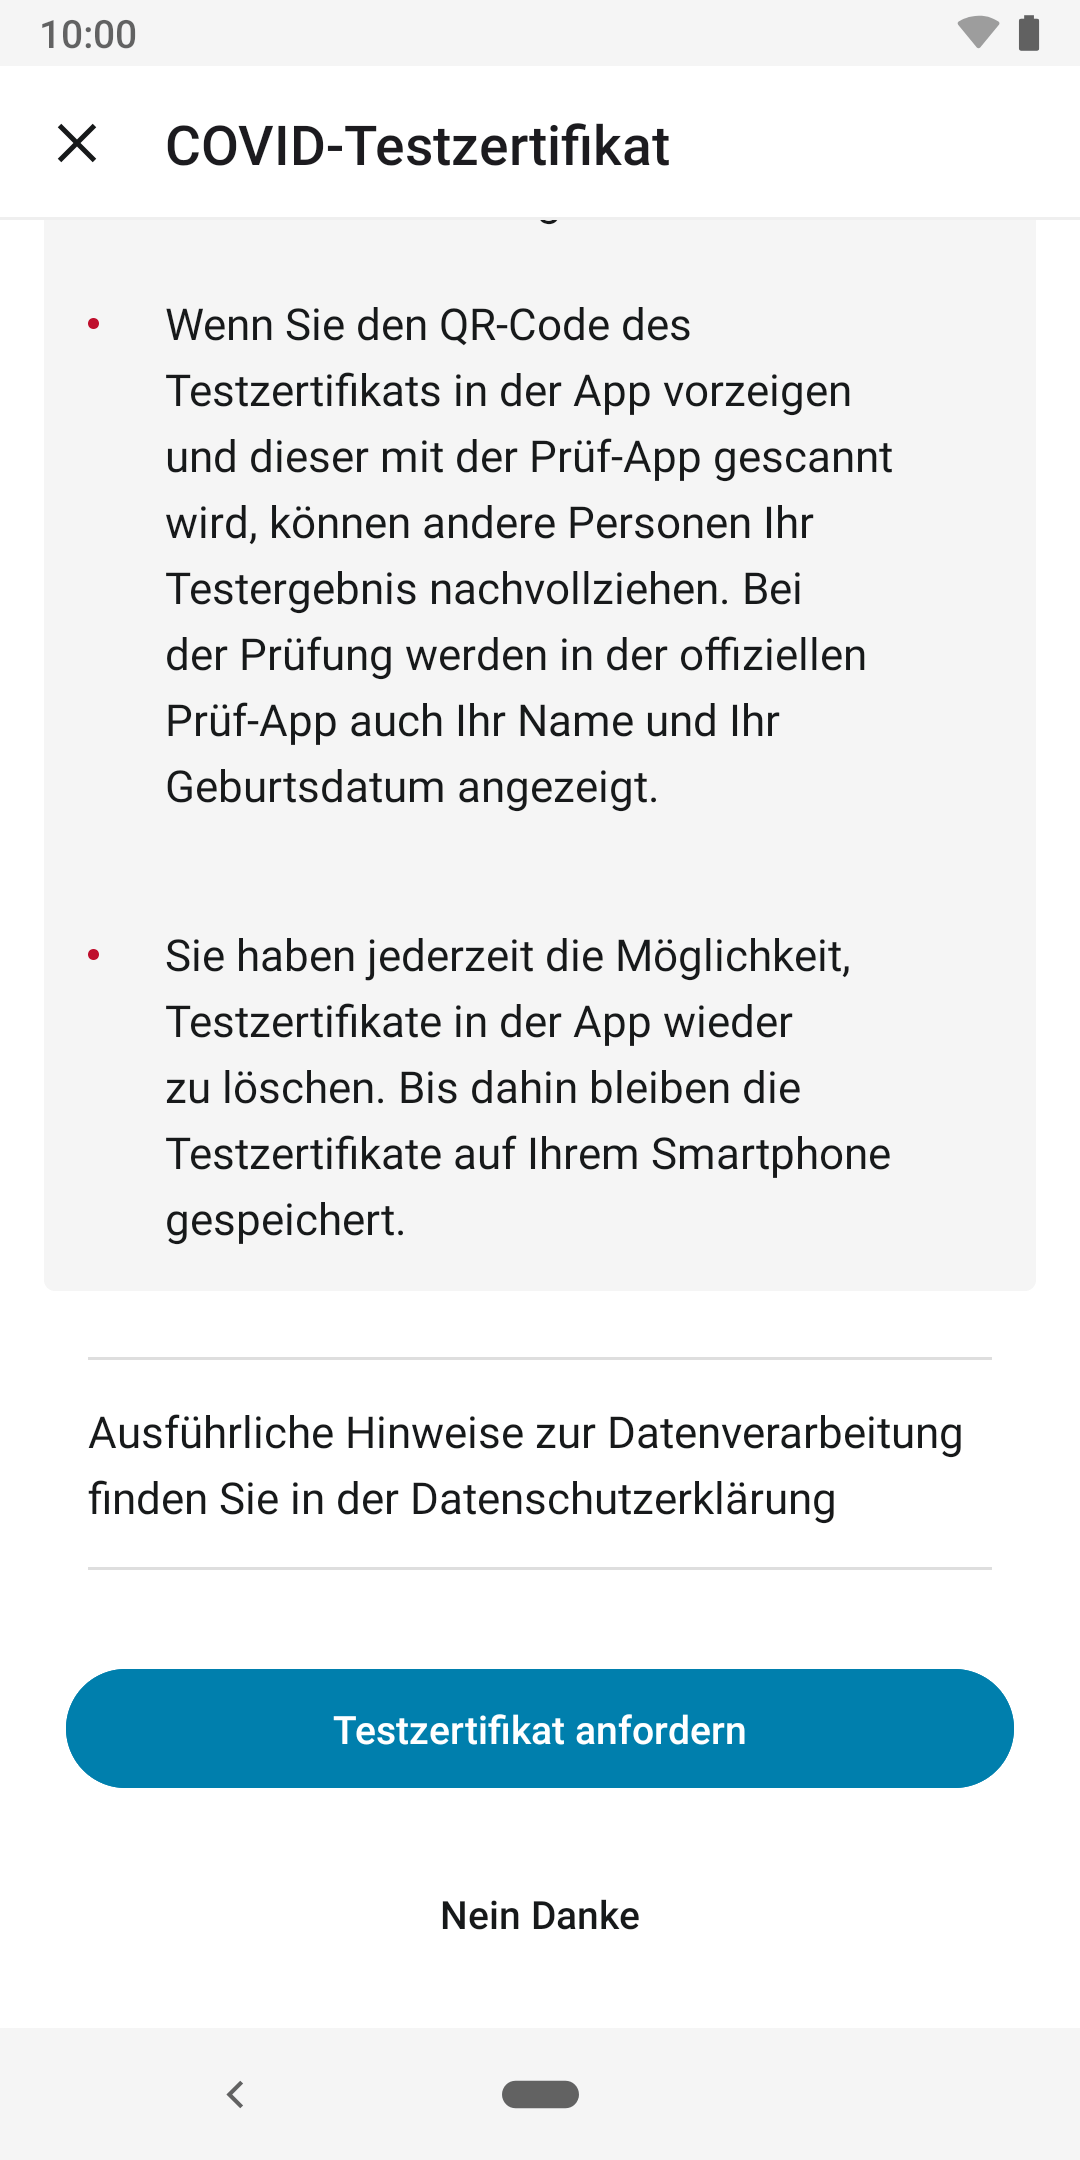 10:00
COVID-Testzertifikat
• Wenn Sie den QR-Code des
Testzertifikats in der App vorzeigen
und dieser mit der Prüf-App gescannt
wird, können andere Personen Ihr
Testergebnis nachvollziehen. Bei
der Prüfung werden in der offiziellen
Prüf-App auch Ihr Name und Ihr
Geburtsdatum angezeigt.
• Sie haben jederzeit die Möglichkeit,
Testzertifikate in der App wieder
zu löschen. Bis dahin bleiben die
Testzertifikate auf Ihrem Smartphone
gespeichert.
Ausführliche Hinweise zur Datenverarbeitung
finden Sie in der Datenschutzerklärung
Testzertifikat anfordern
Nein Danke